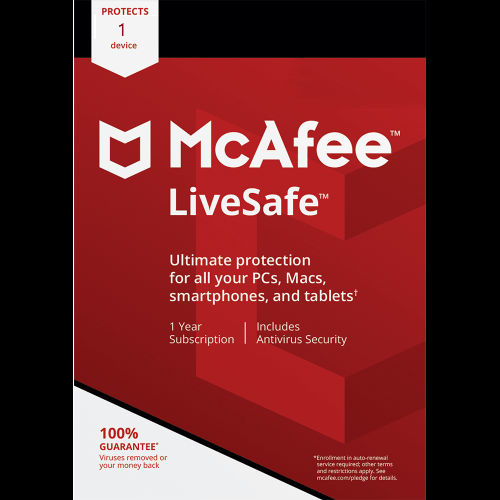 PROTECTS
1
device
McAfee™
LiveSafe™
Ultimate protection
for all your PCs, Macs,
smartphones, and tablets†
1 Year
Subscription
Includes
Antivirus Security
100%
GUARANTEE*
Viruses removed or
your money back
*Enrollment in auto-renewal
service required; other terms
and restrictions apply. See
mcafee.com/pledge for details.